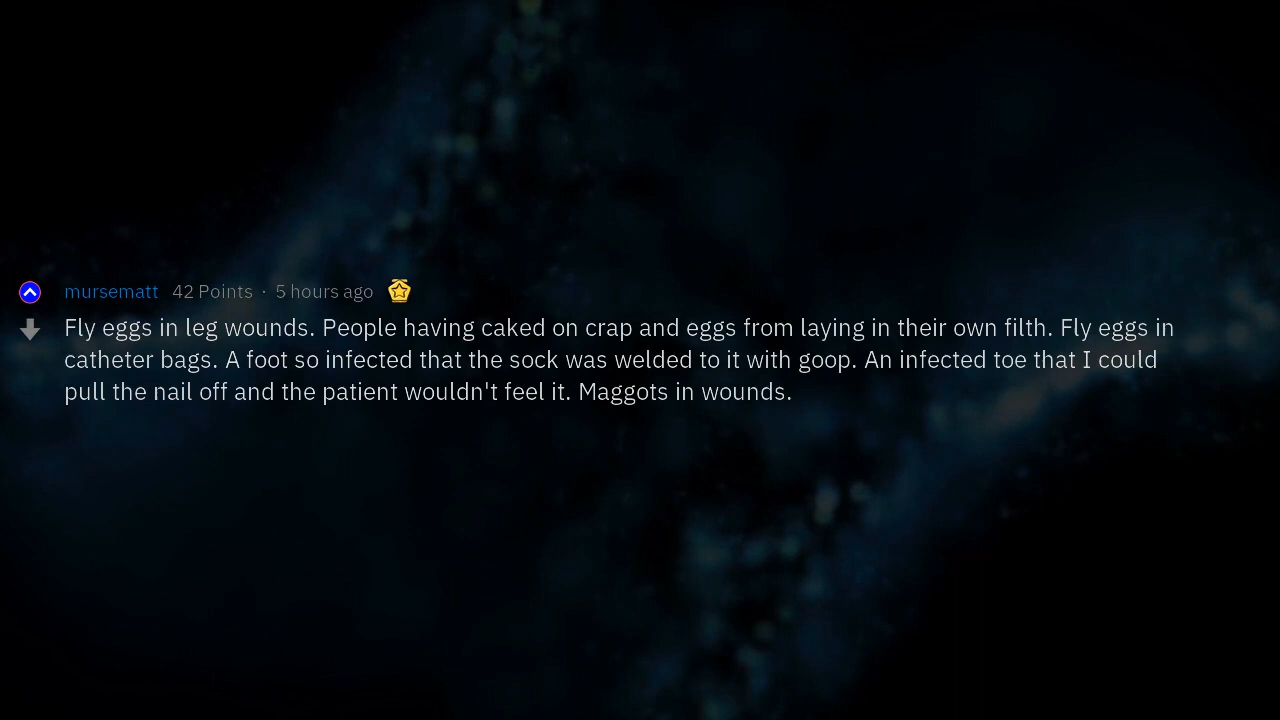 mursematt 42 Points · 5 hours ago
Fly eggs in leg wounds. People having caked on crap and eggs from laying in their own filth. Fly eggs in
catheter bags. A foot so infected that the sock was welded to it with goop. An infected toe that I could
pull the nail off and the patient wouldn't feel it. Maggots in wounds.